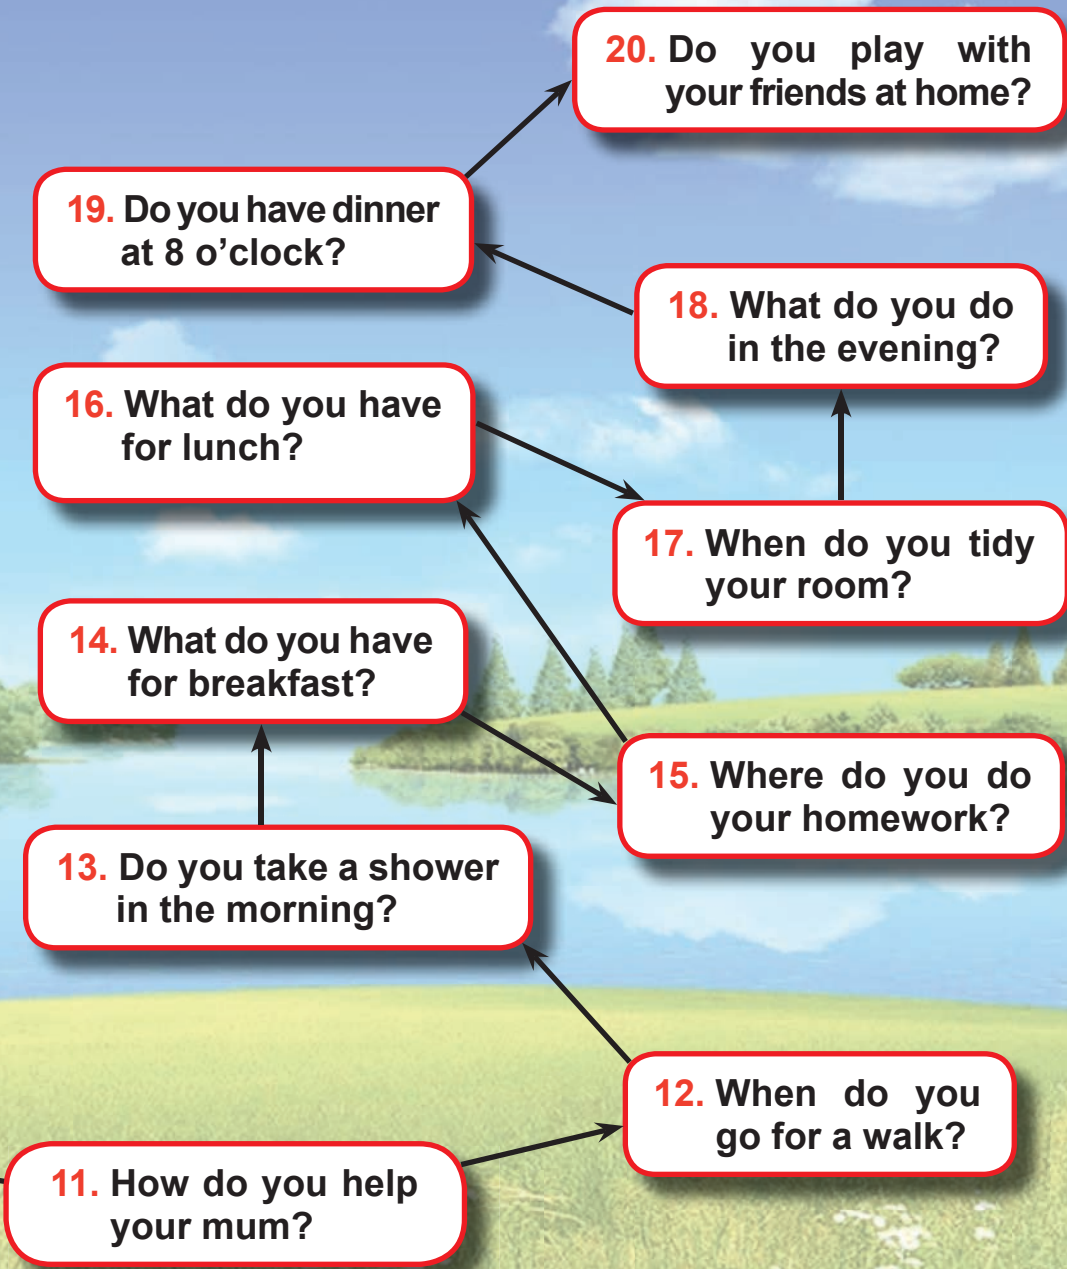 20. Do you play with
your friends at home?
19. Do you have dinner
at 8 o'clock?
18. What do you do
in the evening?
16. What do you have
for lunch?
17. When do you tidy
your room?
14. What do you have
for breakfast?
15. Where do you do
your homework?
13. Do you take a shower
in the morning?
12. When do you
go for a walk?
11. How do you help
your mum?